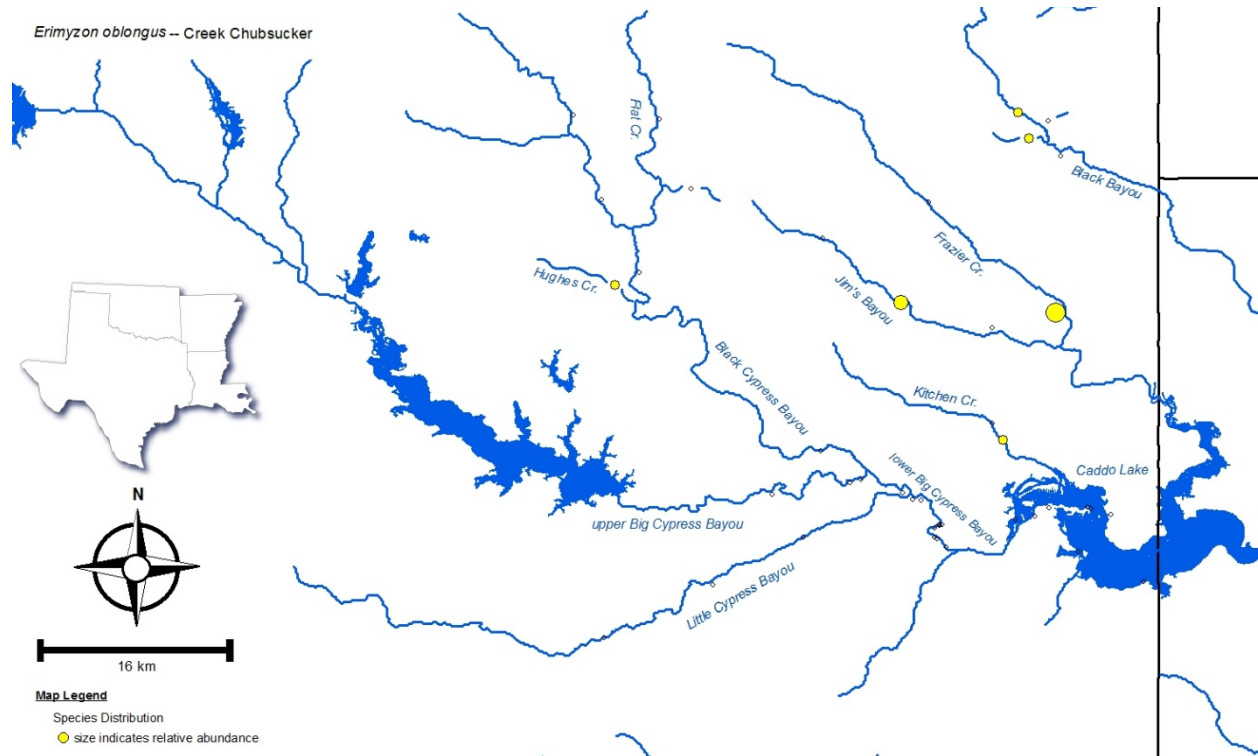 Erimyzon oblongus -- Creek Chubsucker
Flat Cr.
Black Bayou
Frazier Cr.
Hughes Cr.
Jim's Bayou
Black Cypress Bayou
Kitchen Cr.
lower Big Cypress Bayou
Caddo Lake
upper Big Cypress Bayou
Little Cypress Bayou
N
16 km
Map Legend
Species Distribution
size indicates relative abundance